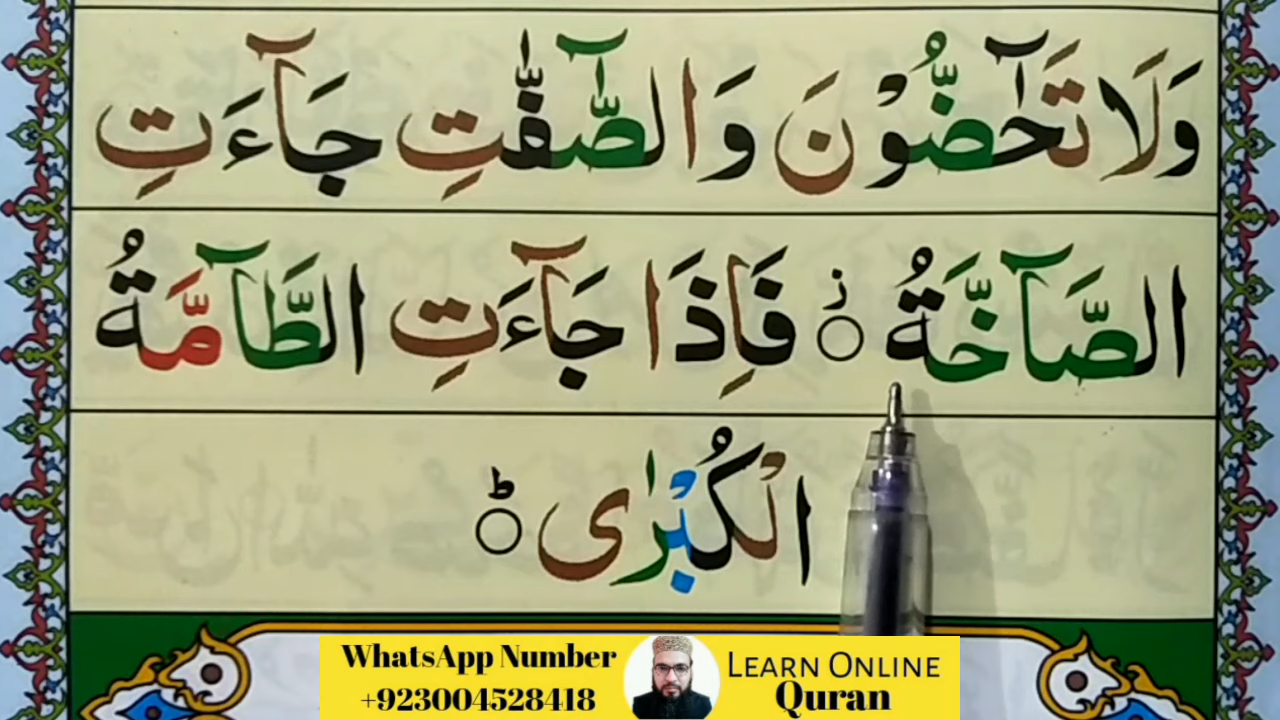 وَلَا تَحٰٓضُّوْنَ وَالصّٰٓفّٰتِ جَآءَتِ
الصَّآخَّةُ ۝ ز فَاِذَا جَآءَتِ الطَّآمَّةُ
الْكُبْرٰى ۝ ط
WhatsApp Number
+923004528418
LEARN ONLINE
Quran